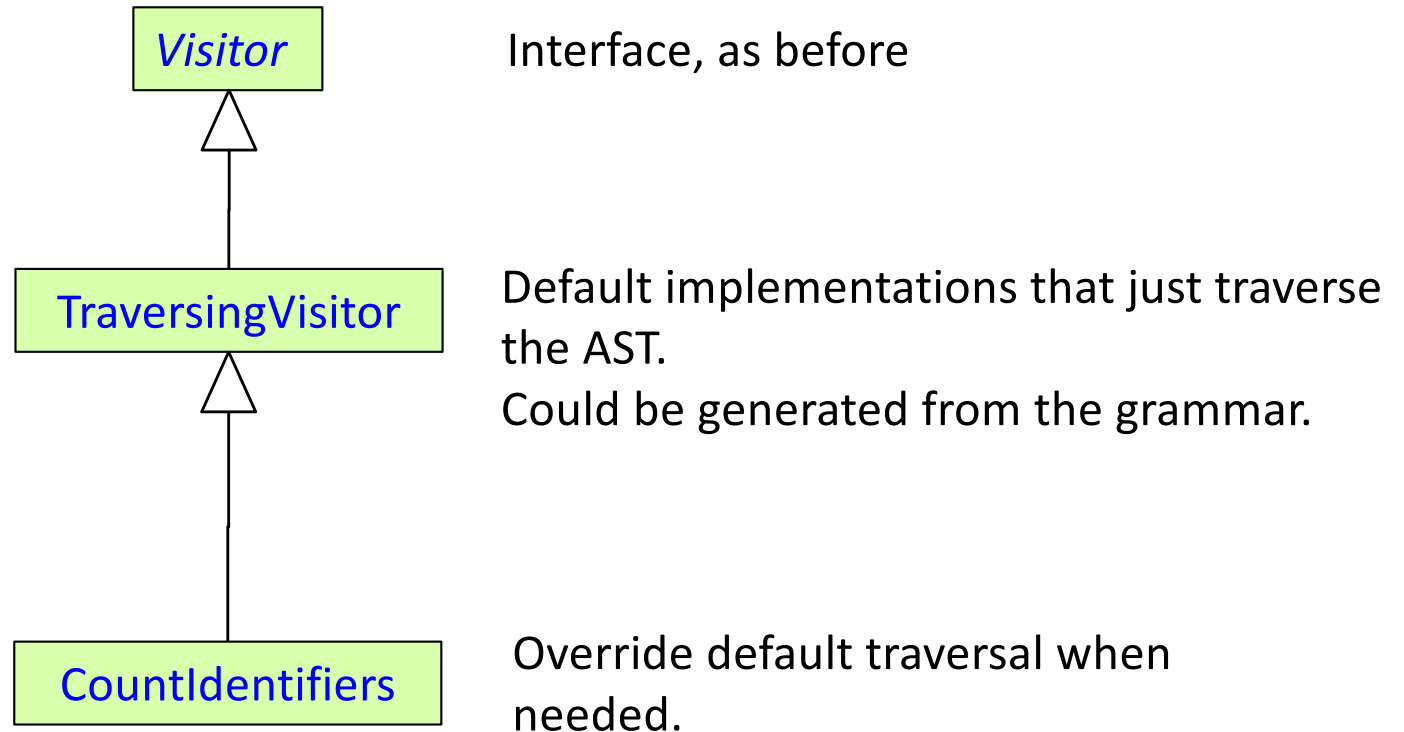 Visitor
Interface, as before
TraversingVisitor
Default implementations that just traverse
the AST.
Could be generated from the grammar.
CountIdentifiers
Override default traversal when
needed.